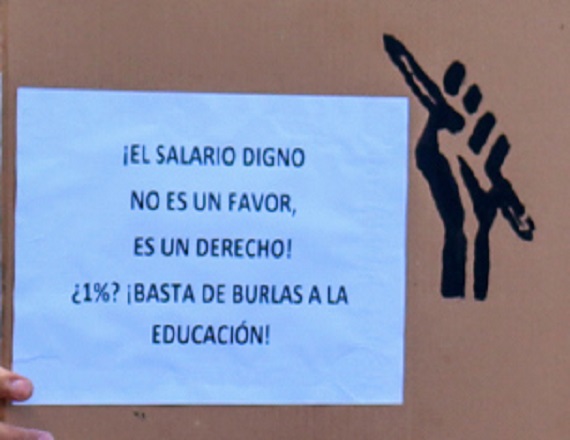 ¡EL SALARIO DIGNO
NO ES UN FAVOR,
ES UN DERECHO!
¿1%? ¡BASTA DE BURLAS A LA
EDUCACIÓN!